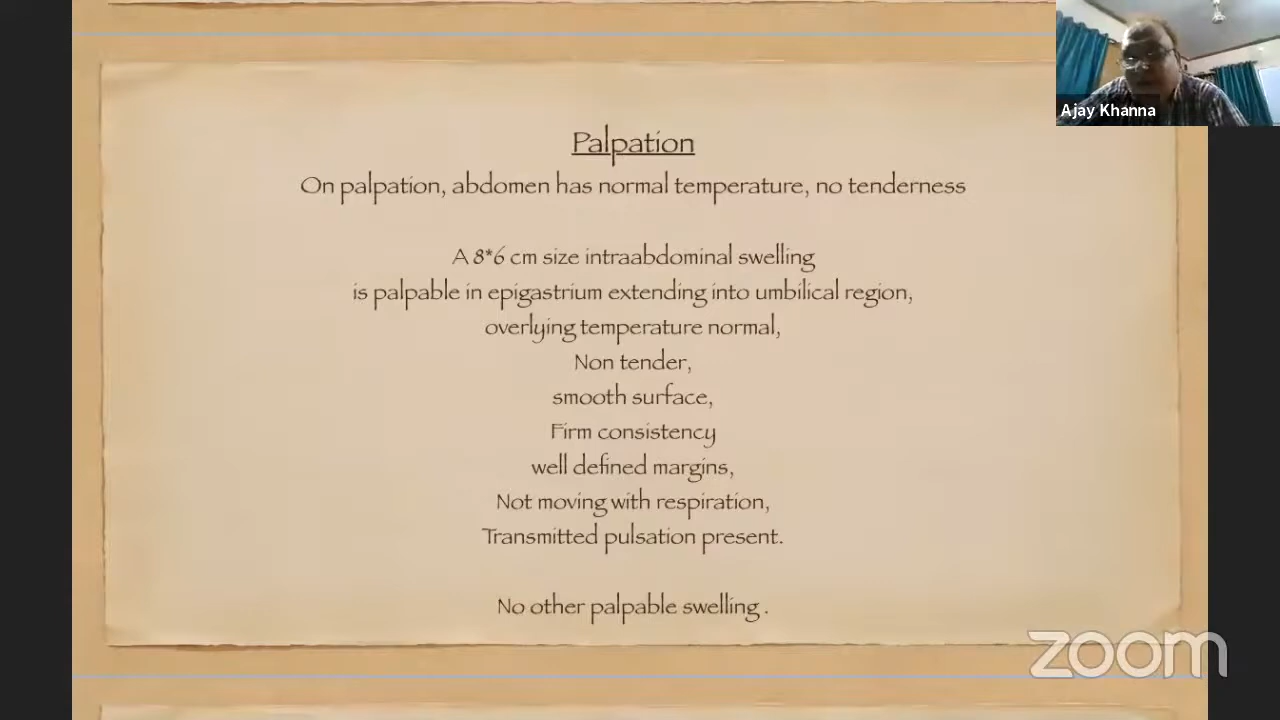 Ajay Khanna
Palpation
On palpation, abdomen has normal temperature, no tenderness
A 8*6 cm size intraabdominal swelling
is palpable in epigastrium extending into umbilical region,
overlying temperature normal,
Non tender,
smooth surface,
Firm consistency
well defined margins,
Not moving with respiration,
Transmitted pulsation present.
No other palpable swelling .
zoom